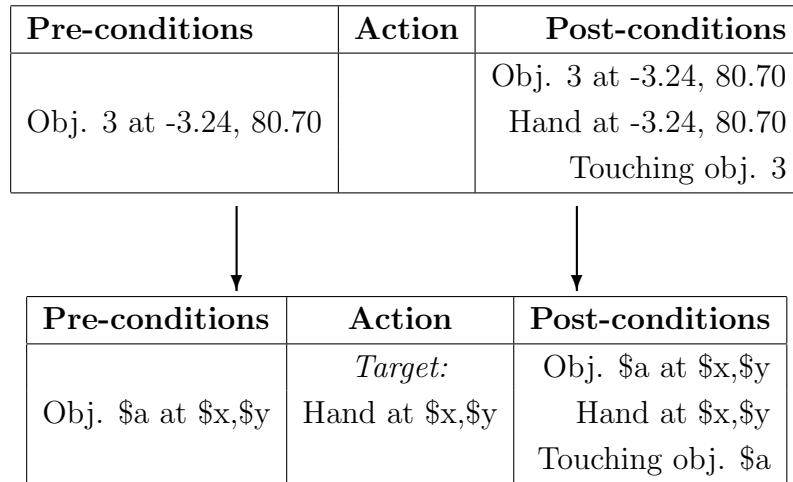 Pre-conditions Action Post-conditions
Obj. 3 at -3.24, 80.70
Obj. 3 at -3.24, 80.70
Hand at -3.24, 80.70
Touching obj. 3
Pre-conditions Action Post-conditions
Obj. $a at $x,$y
Target:
Hand at $x,$y
Obj. $a at $x,$y
Hand at $x,$y
Touching obj. $a